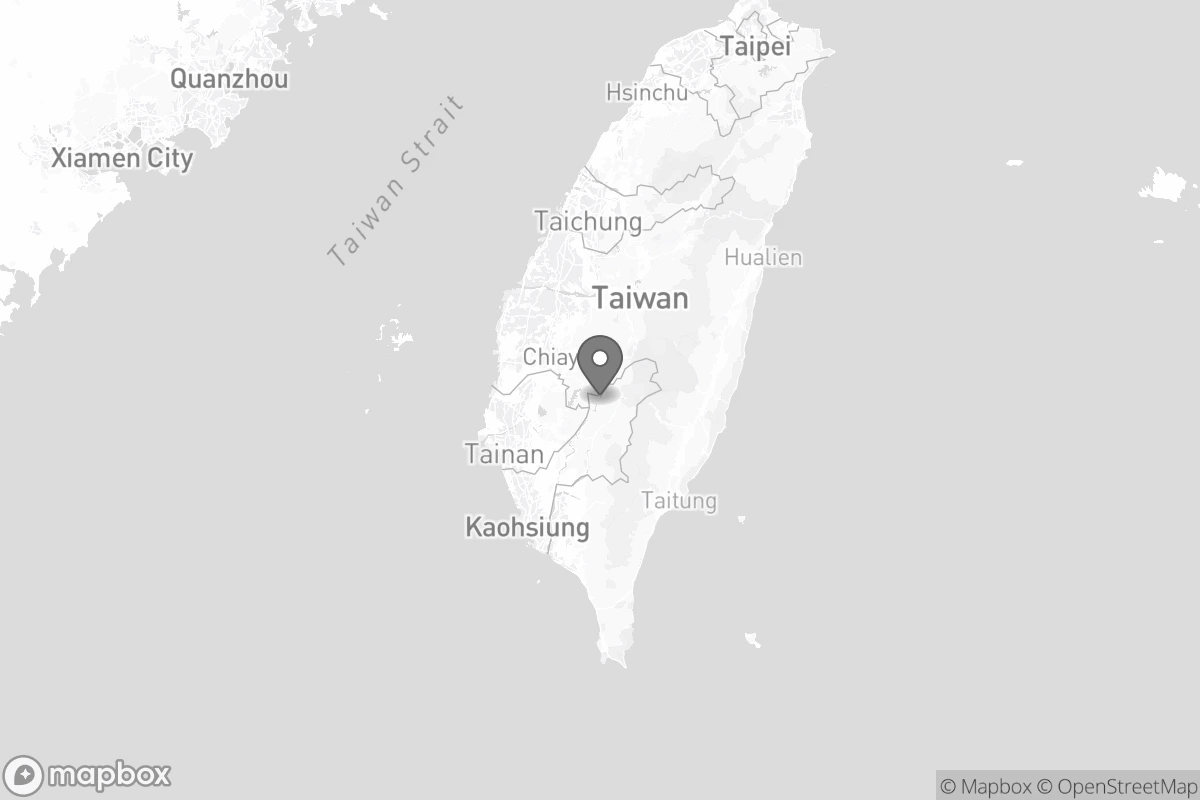 Taipei
Quanzhou
Hsinchu
Xiamen City
Taiwan Strait
Taichung
Hualien
Taiwan
Chiay
Tainan
Taitung
Kaohsiung
mapbox
© Mapbox © OpenStreetMap